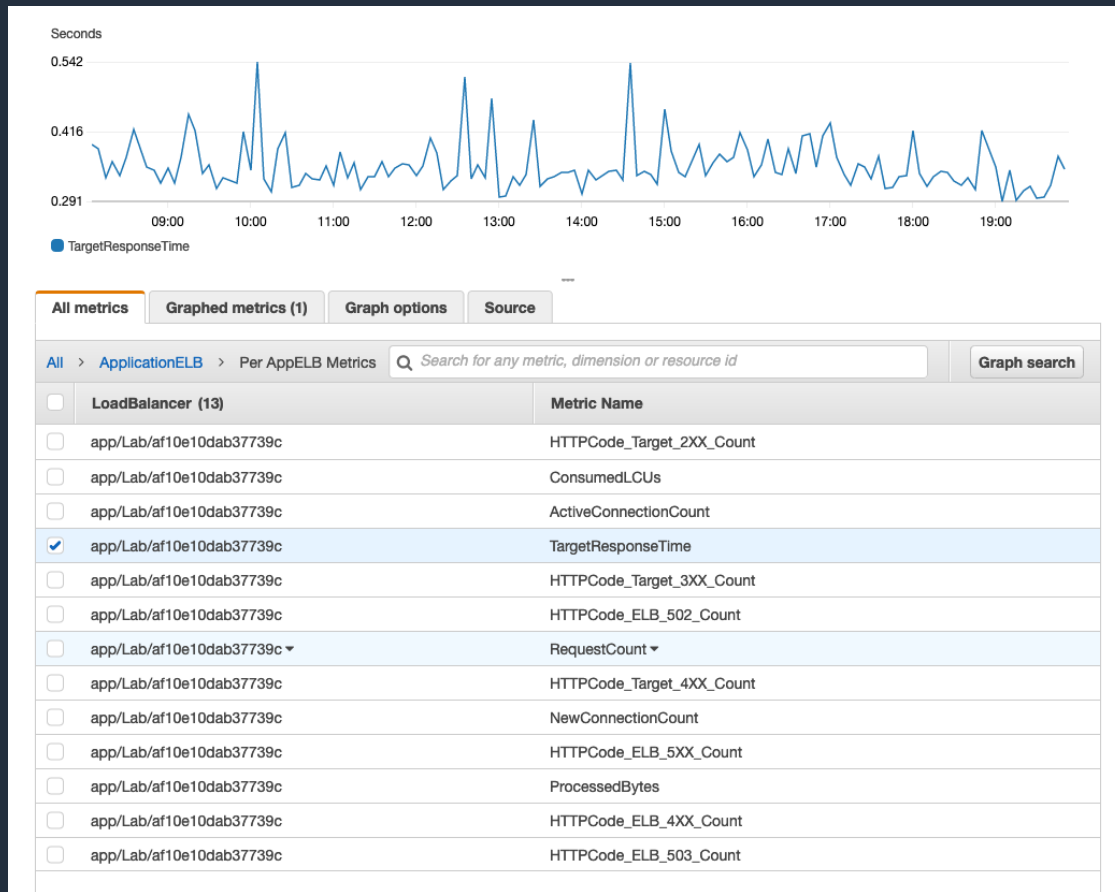 Seconds
0.542
0.416
0.291
09:00 10:00 11:00 12:00 13:00 14:00 15:00 16:00 17:00 18:00 19:00
TargetResponseTime
All metrics Graphed metrics (1) Graph options Source
All > ApplicationELB > Per AppELB Metrics Search for any metric, dimension or resource id Graph search
LoadBalancer (13) Metric Name
app/Lab/af10e10dab37739c HTTPCode_Target_2XX_Count
app/Lab/af10e10dab37739c ConsumedLCUs
app/Lab/af10e10dab37739c ActiveConnectionCount
app/Lab/af10e10dab37739c TargetResponseTime
app/Lab/af10e10dab37739c HTTPCode_Target_3XX_Count
app/Lab/af10e10dab37739c HTTPCode_ELB_502_Count
app/Lab/af10e10dab37739c RequestCount
app/Lab/af10e10dab37739c HTTPCode_Target_4XX_Count
app/Lab/af10e10dab37739c NewConnectionCount
app/Lab/af10e10dab37739c HTTPCode_ELB_5XX_Count
app/Lab/af10e10dab37739c ProcessedBytes
app/Lab/af10e10dab37739c HTTPCode_ELB_4XX_Count
app/Lab/af10e10dab37739c HTTPCode_ELB_503_Count